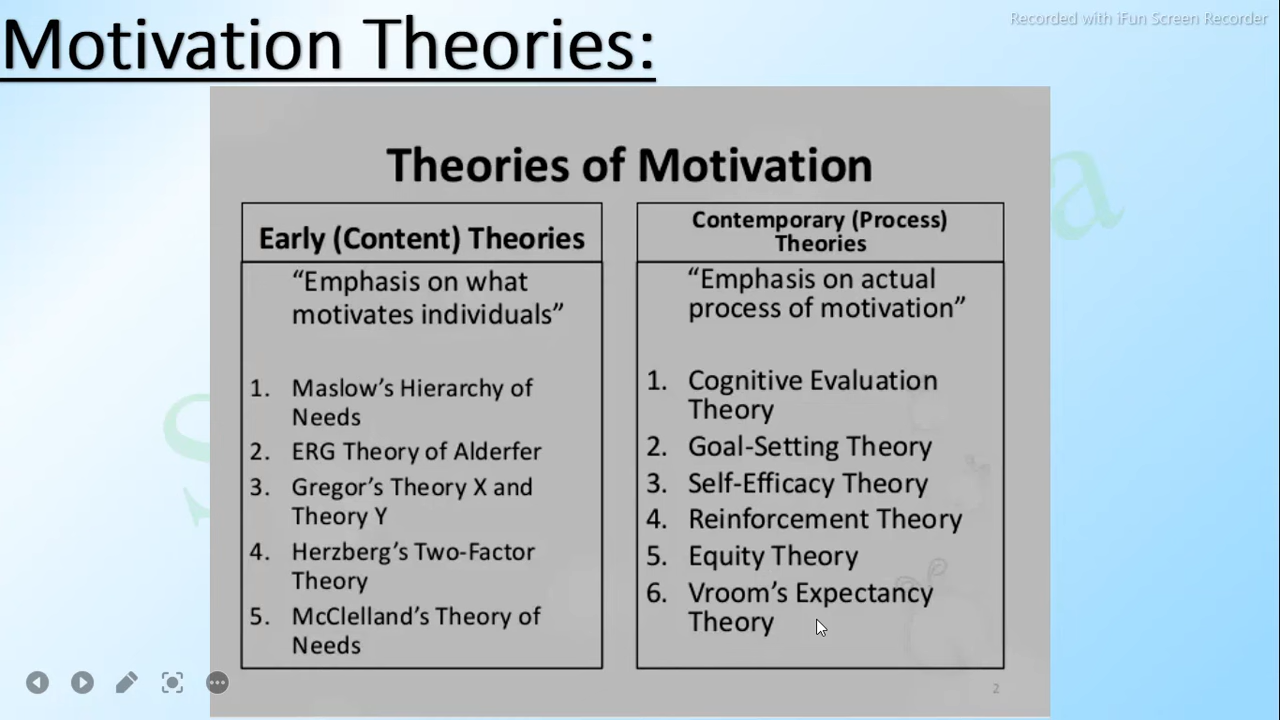 Motivation Theories:
Recorded with iFun Screen Recorder
Theories of Motivation
Early (Content) Theories
“Emphasis on what
motivates individuals”
1. Maslow’s Hierarchy of
Needs
2. ERG Theory of Alderfer
3. Gregor’s Theory X and
Theory Y
4. Herzberg’s Two-Factor
Theory
5. McClelland’s Theory of
Needs
Contemporary (Process)
Theories
“Emphasis on actual
process of motivation”
1. Cognitive Evaluation
Theory
2. Goal-Setting Theory
3. Self-Efficacy Theory
4. Reinforcement Theory
5. Equity Theory
6. Vroom’s Expectancy
Theory
2